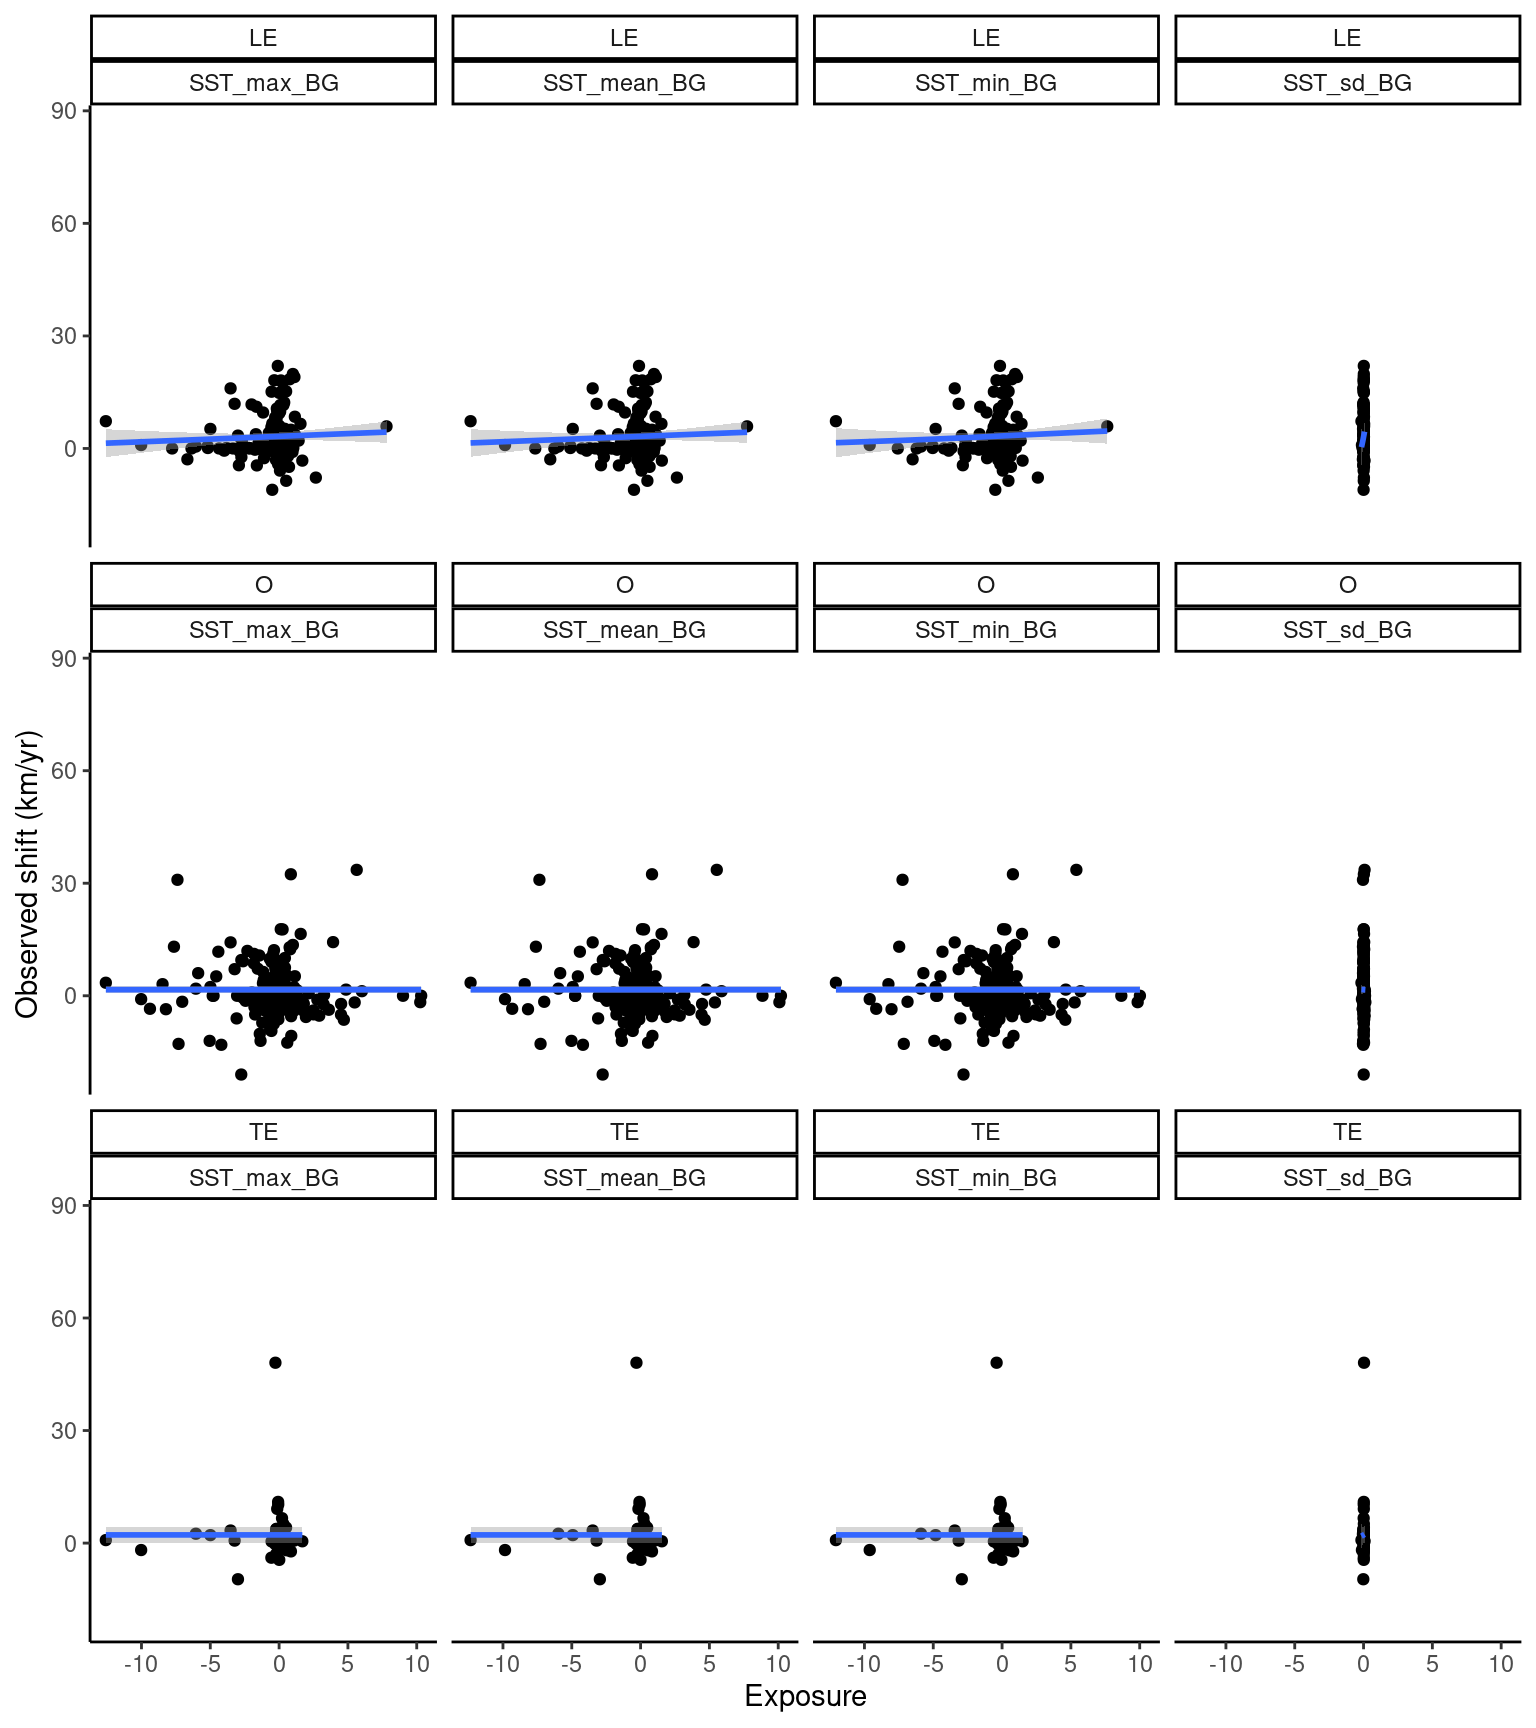 LE LE LE LE
SST_max_BG SST_mean_BG SST_min_BG SST_sd_BG
90
60
30
0
O O O O
SST_max_BG SST_mean_BG SST_min_BG SST_sd_BG
90
60
30
0
Observed shift (km/yr)
TE TE TE TE
SST_max_BG SST_mean_BG SST_min_BG SST_sd_BG
90
60
30
0
-10 -5 0 5 10 -10 -5 0 5 10 -10 -5 0 5 10 -10 -5 0 5 10
Exposure